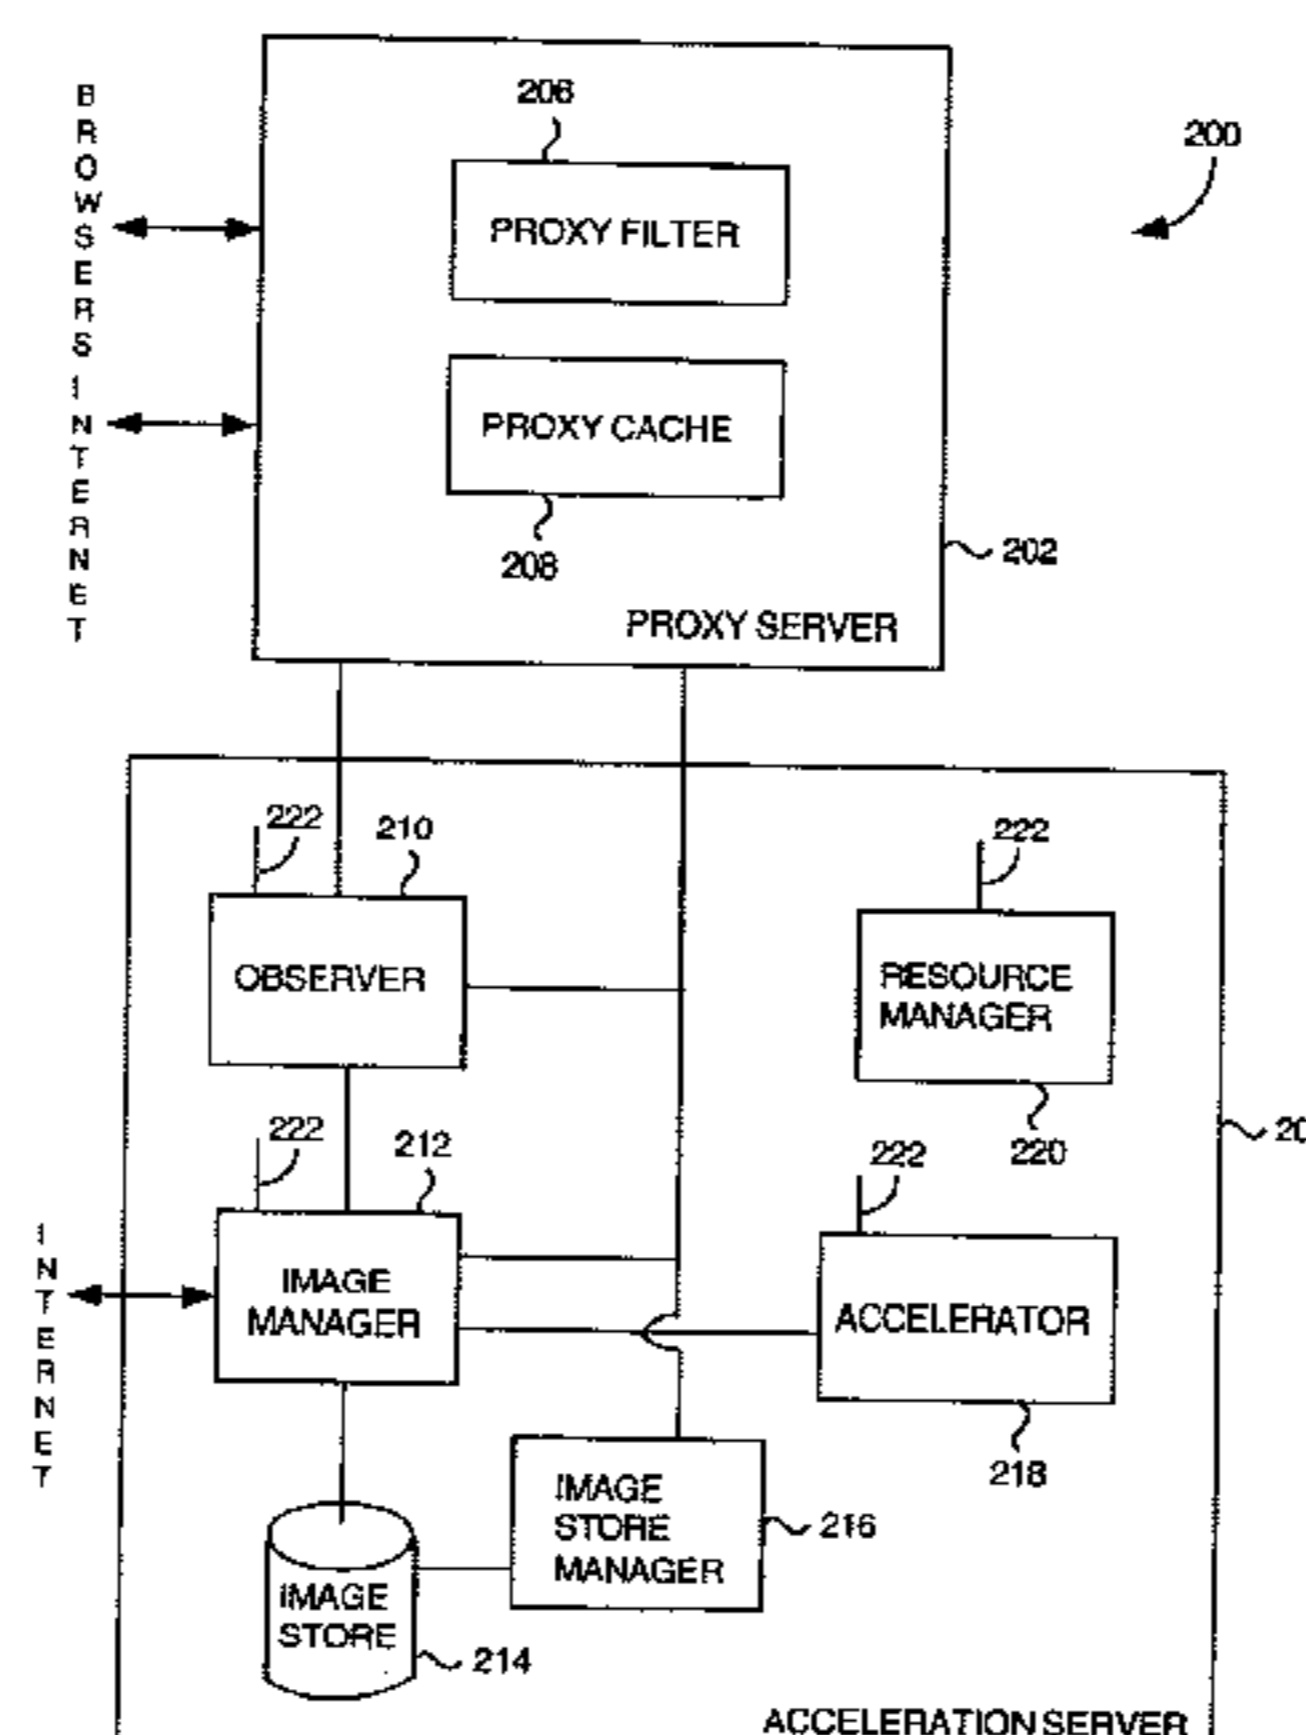 BROWSERS
INTERNET
206
PROXY FILTER
200
PROXY CACHE
208
202
PROXY SERVER
222
210
OBSERVER
222
RESOURCE
MANAGER
220
222
212
IMAGE
MANAGER
INTERNET
222
ACCELERATOR
218
IMAGE
STORE
MANAGER
216
IMAGE
STORE
214
ACCELERATION SERVER